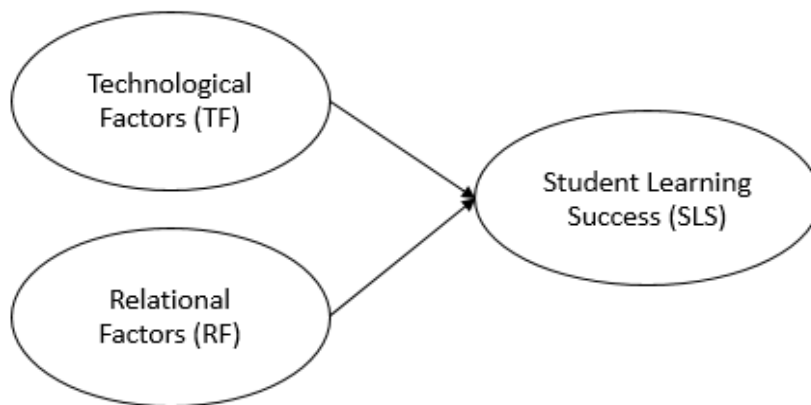 Technological
Factors (TF)
Student Learning
Success (SLS)
Relational
Factors (RF)